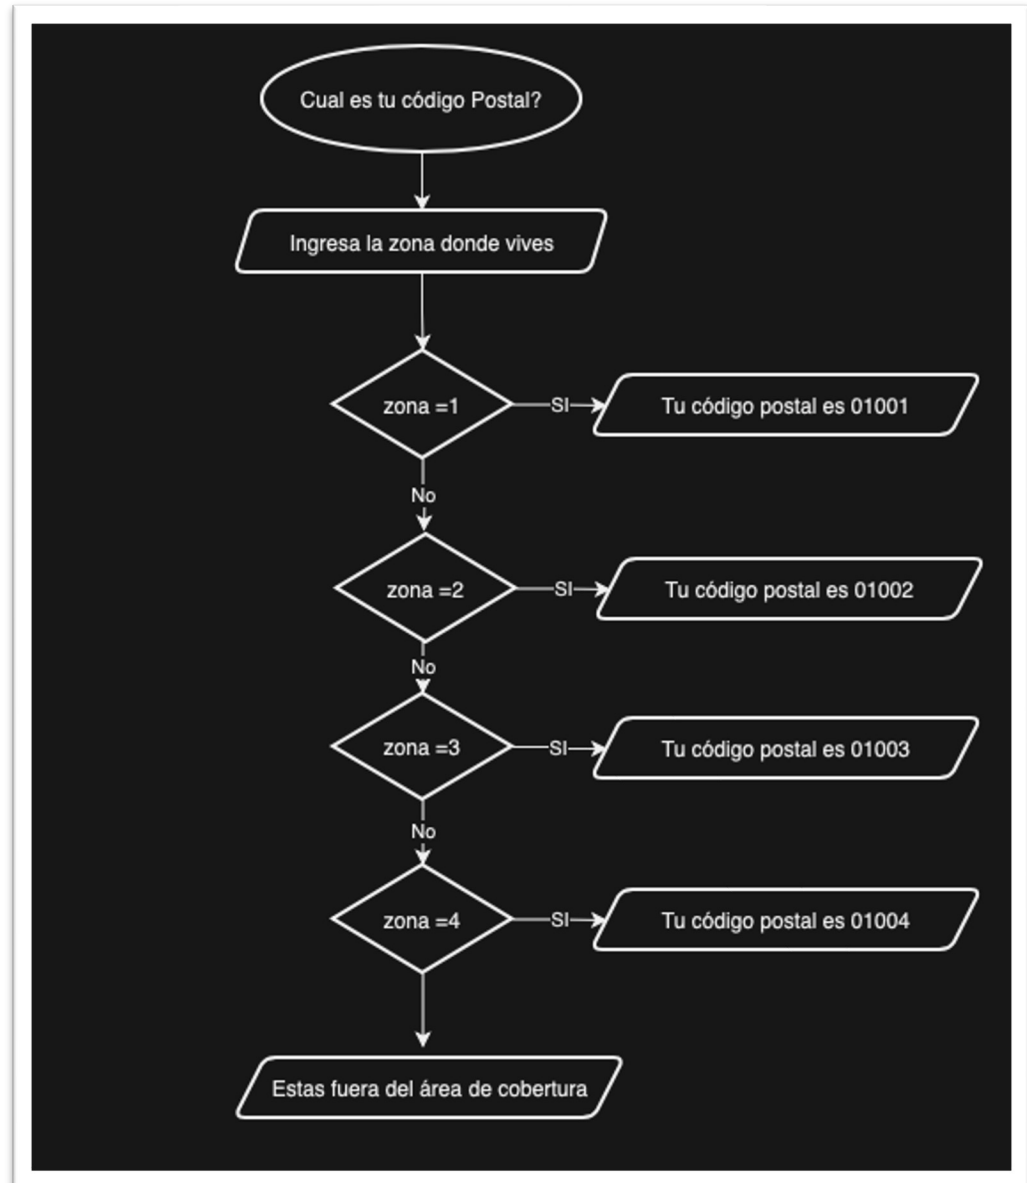 Cual es tu código Postal?
Ingresa la zona donde vives
zona =1
SI
Tu código postal es 01001
No
zona =2
SI
Tu código postal es 01002
No
zona =3
SI
Tu código postal es 01003
No
zona =4
SI
Tu código postal es 01004
Estas fuera del área de cobertura